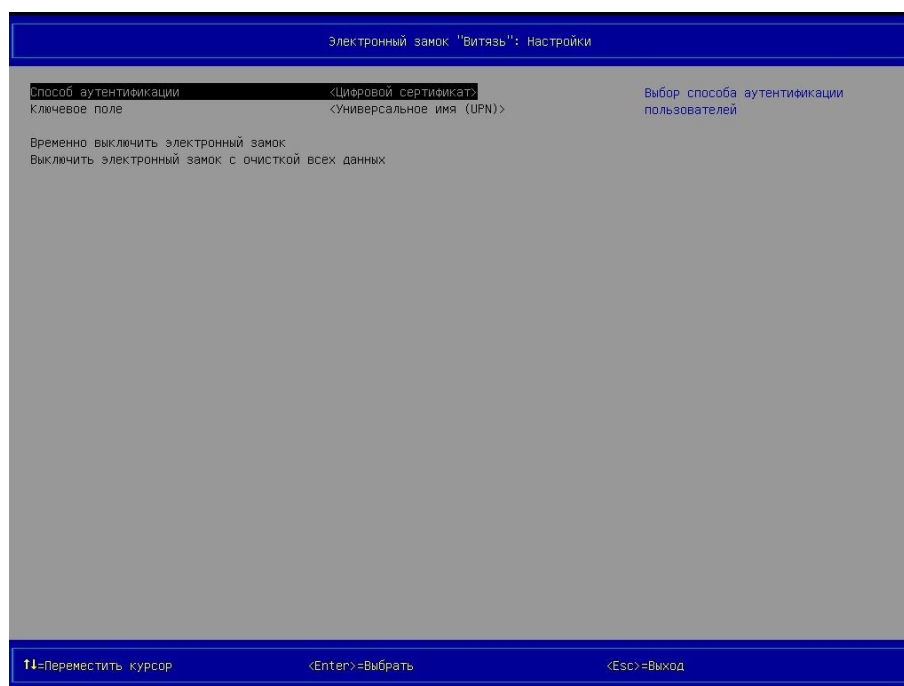 Электронный замок "Витязь": Настройки
Способ аутентификации <Цифровой сертификат> Выбор способа аутентификации
Ключевое поле <Универсальное имя (UPN)> пользователей
Временно выключить электронный замок
Выключить электронный замок с очисткой всех данных
↑↓=Переместить курсор <Enter>=Выбрать <Esc>=Выход